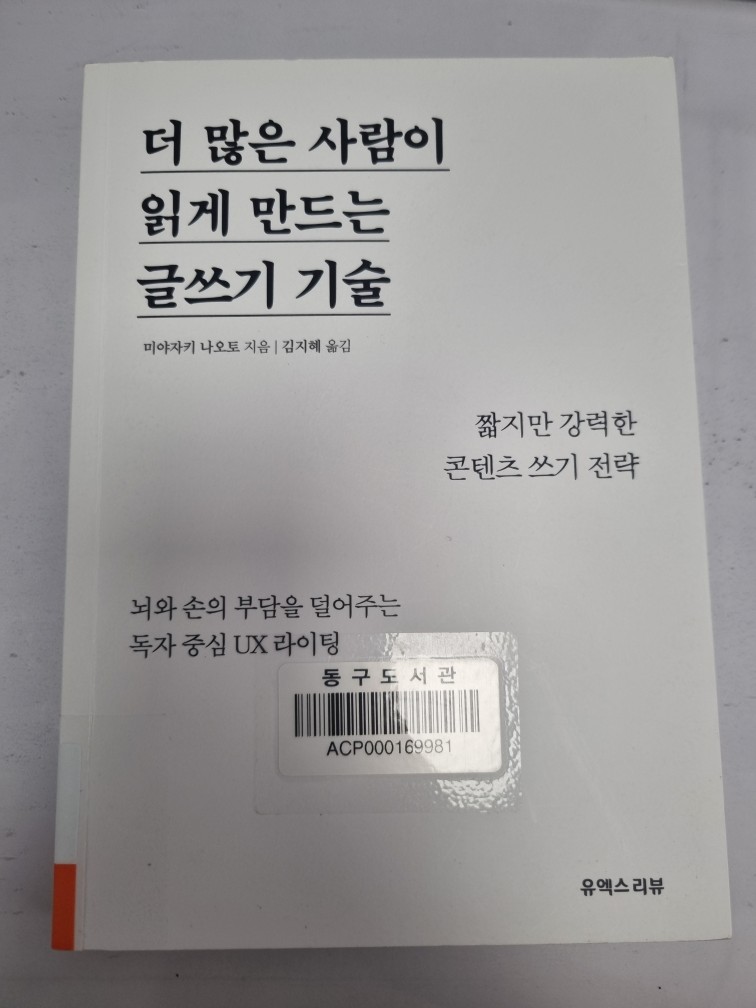 더 많은 사람이
읽게 만드는
글쓰기 기술
미야자키 나오토 지음 | 김지혜 옮김
짧지만 강력한
콘텐츠 쓰기 전략
뇌와 손의 부담을 덜어주는
독자 중심 UX 라이팅
동구도서관
ACP000169981
유엑스리뷰